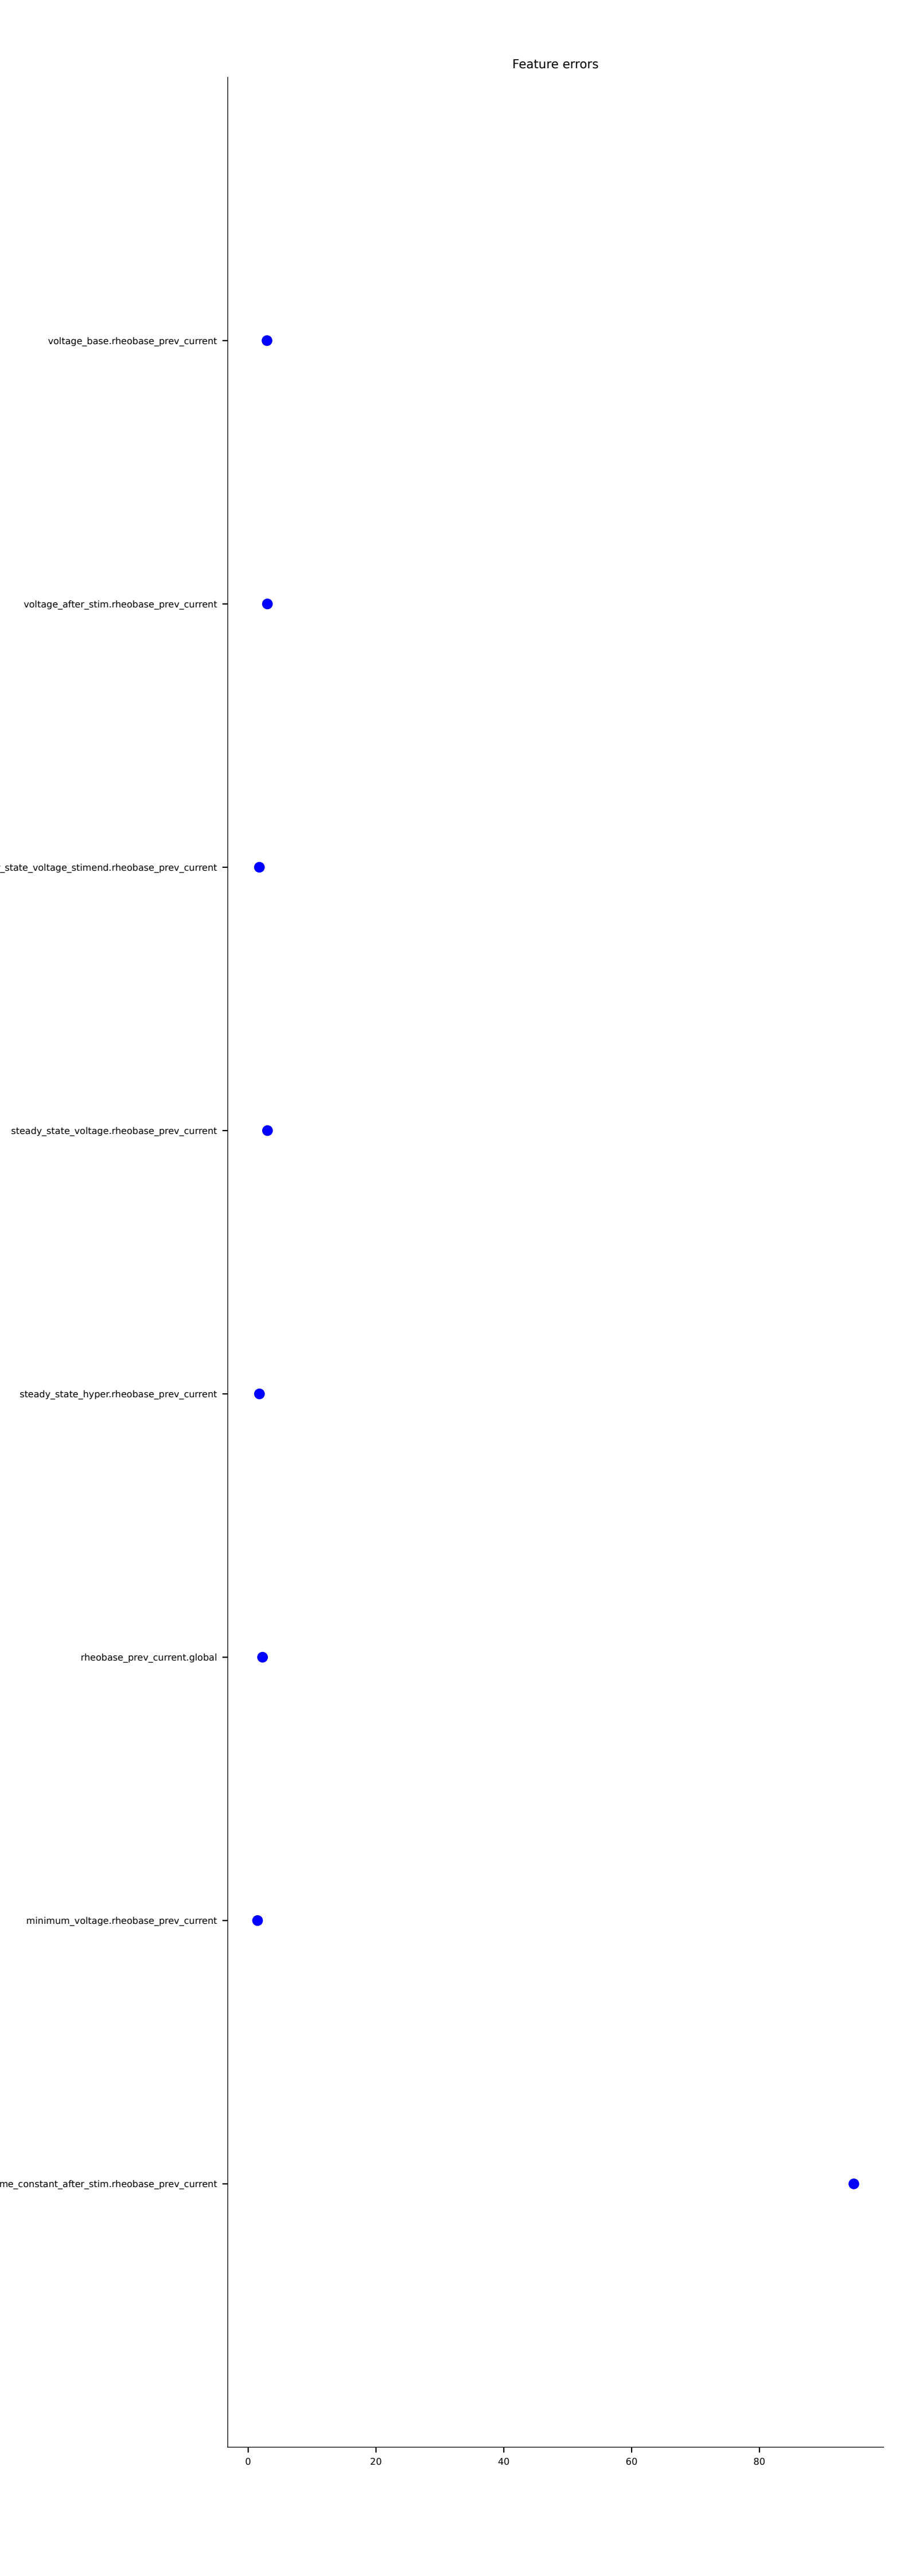 Feature errors
voltage_base.rheobase_prev_current
voltage_after_stim.rheobase_prev_current
_state_voltage_stimend.rheobase_prev_current
steady_state_voltage.rheobase_prev_current
steady_state_hyper.rheobase_prev_current
rheobase_prev_current.global
minimum_voltage.rheobase_prev_current
me_constant_after_stim.rheobase_prev_current
0 20 40 60 80